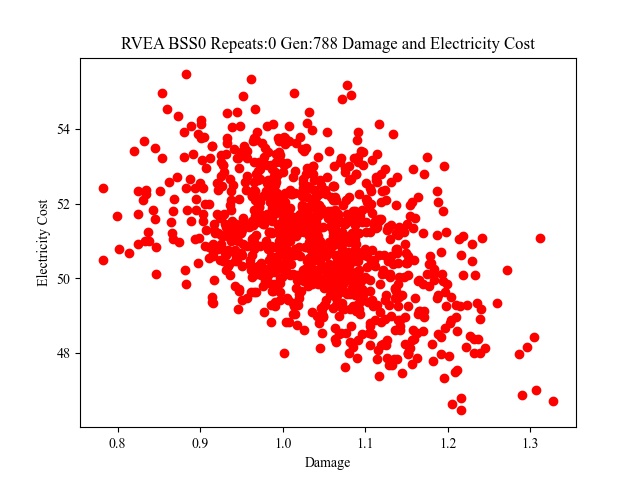 RVEA BSS0 Repeats:0 Gen:788 Damage and Electricity Cost
54
52
50
48
Electricity Cost
0.8 0.9 1.0 1.1 1.2 1.3
Damage